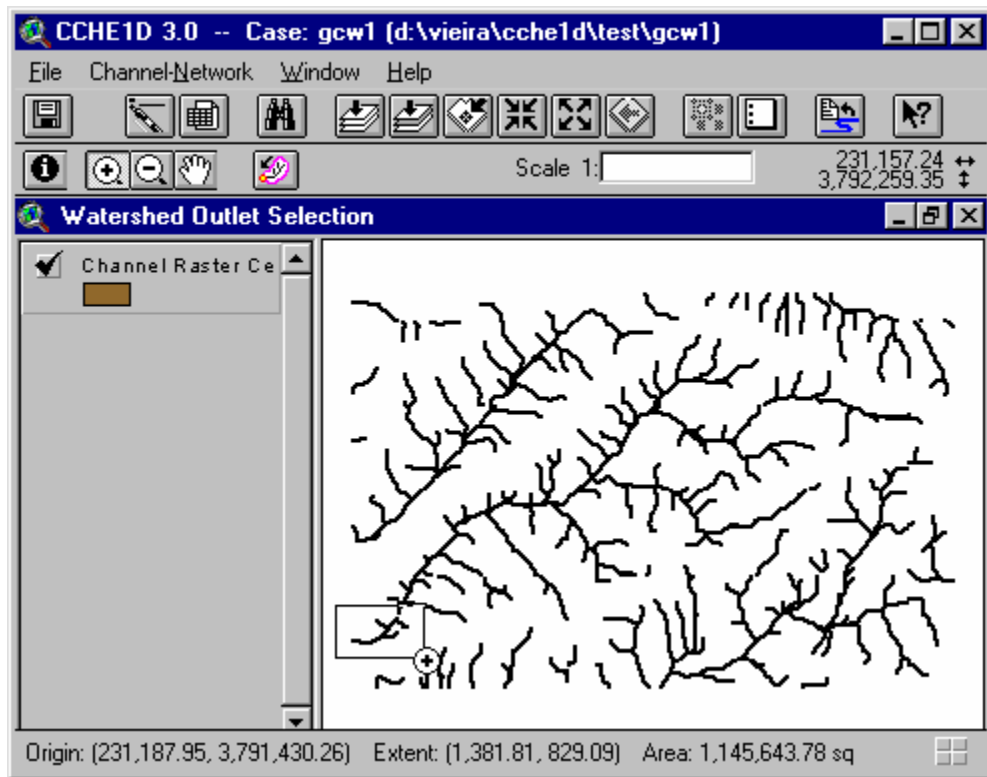 CCHE1D 3.0 -- Case: gcw1 (d:\vieira\cche1d\test\gcw1)
File Channel-Network Window Help
Scale 1:
231,157.24
3,792,259.35
Watershed Outlet Selection
Channel Raster Ce
Origin: (231,187.95, 3,791,430.26) Extent: (1,381.81, 829.09) Area: 1,145,643.78 sq